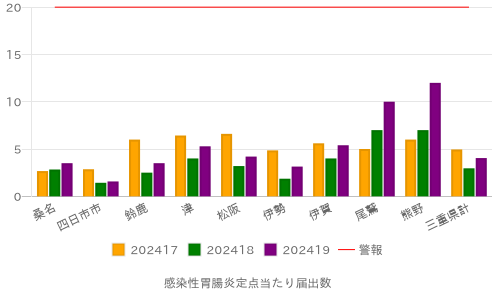 20
15
10
5
0
桑名
四日市市
鈴鹿
津
松阪
伊勢
伊賀
尾鷲
熊野
三重県計
202417 202418 202419 警報
感染性胃腸炎定点当たり届出数